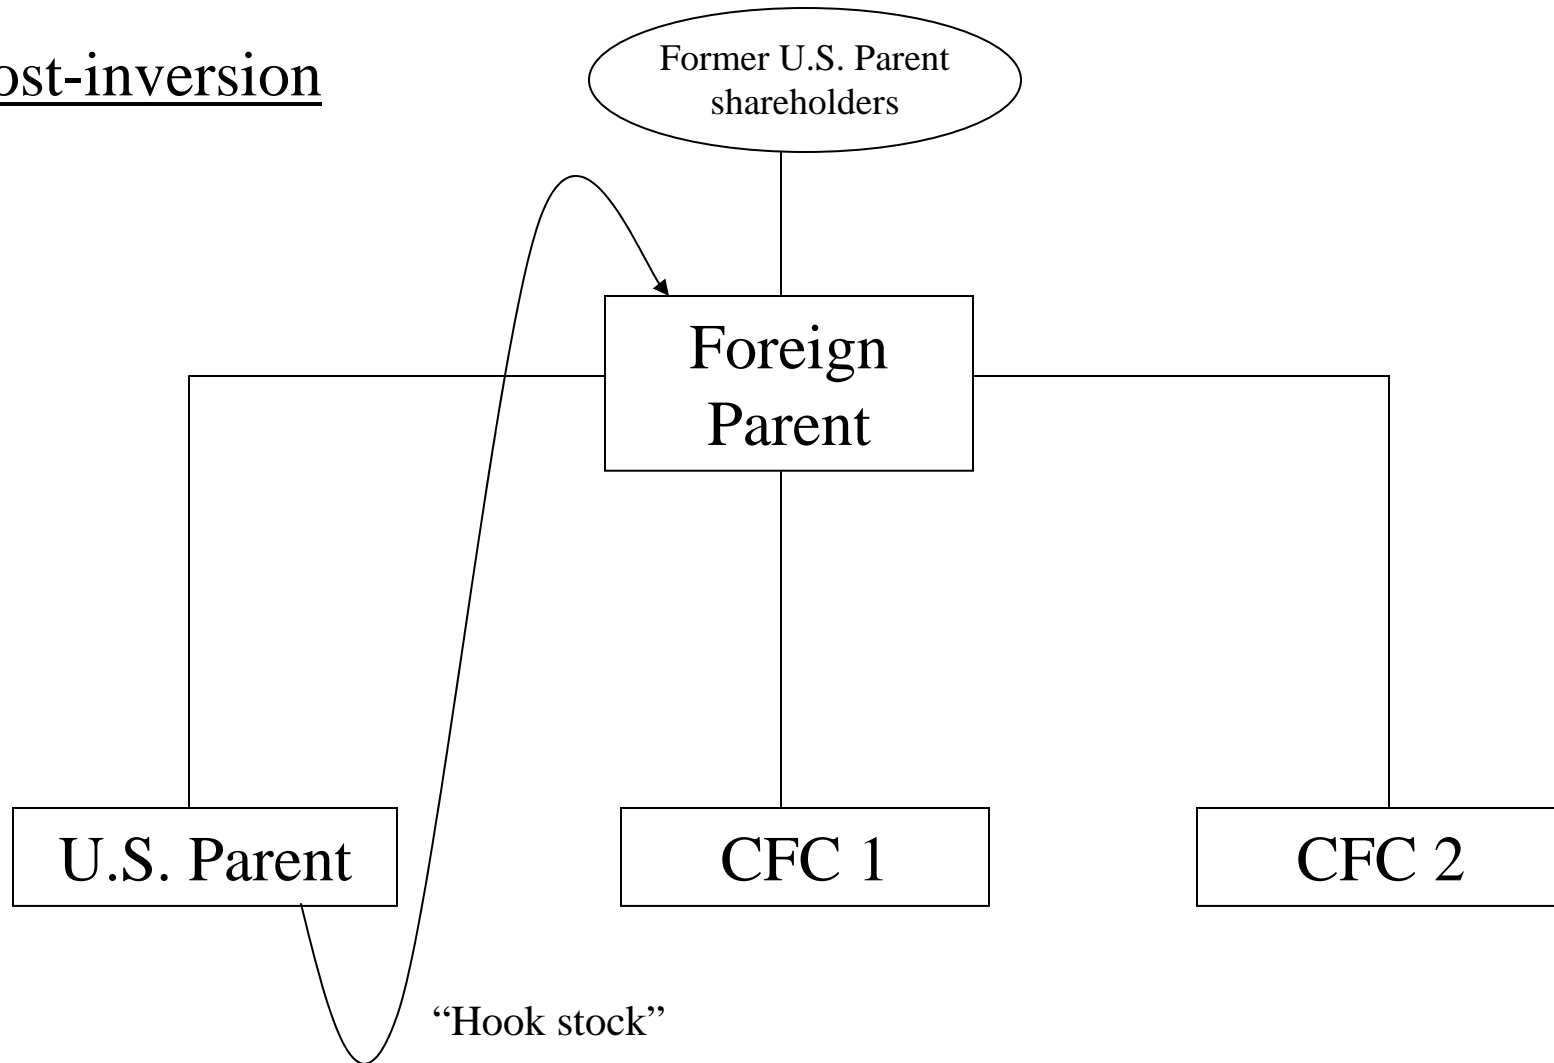 ost-inversion
Former U.S. Parent
shareholders
Foreign
Parent
U.S. Parent
CFC 1
CFC 2
“Hook stock”